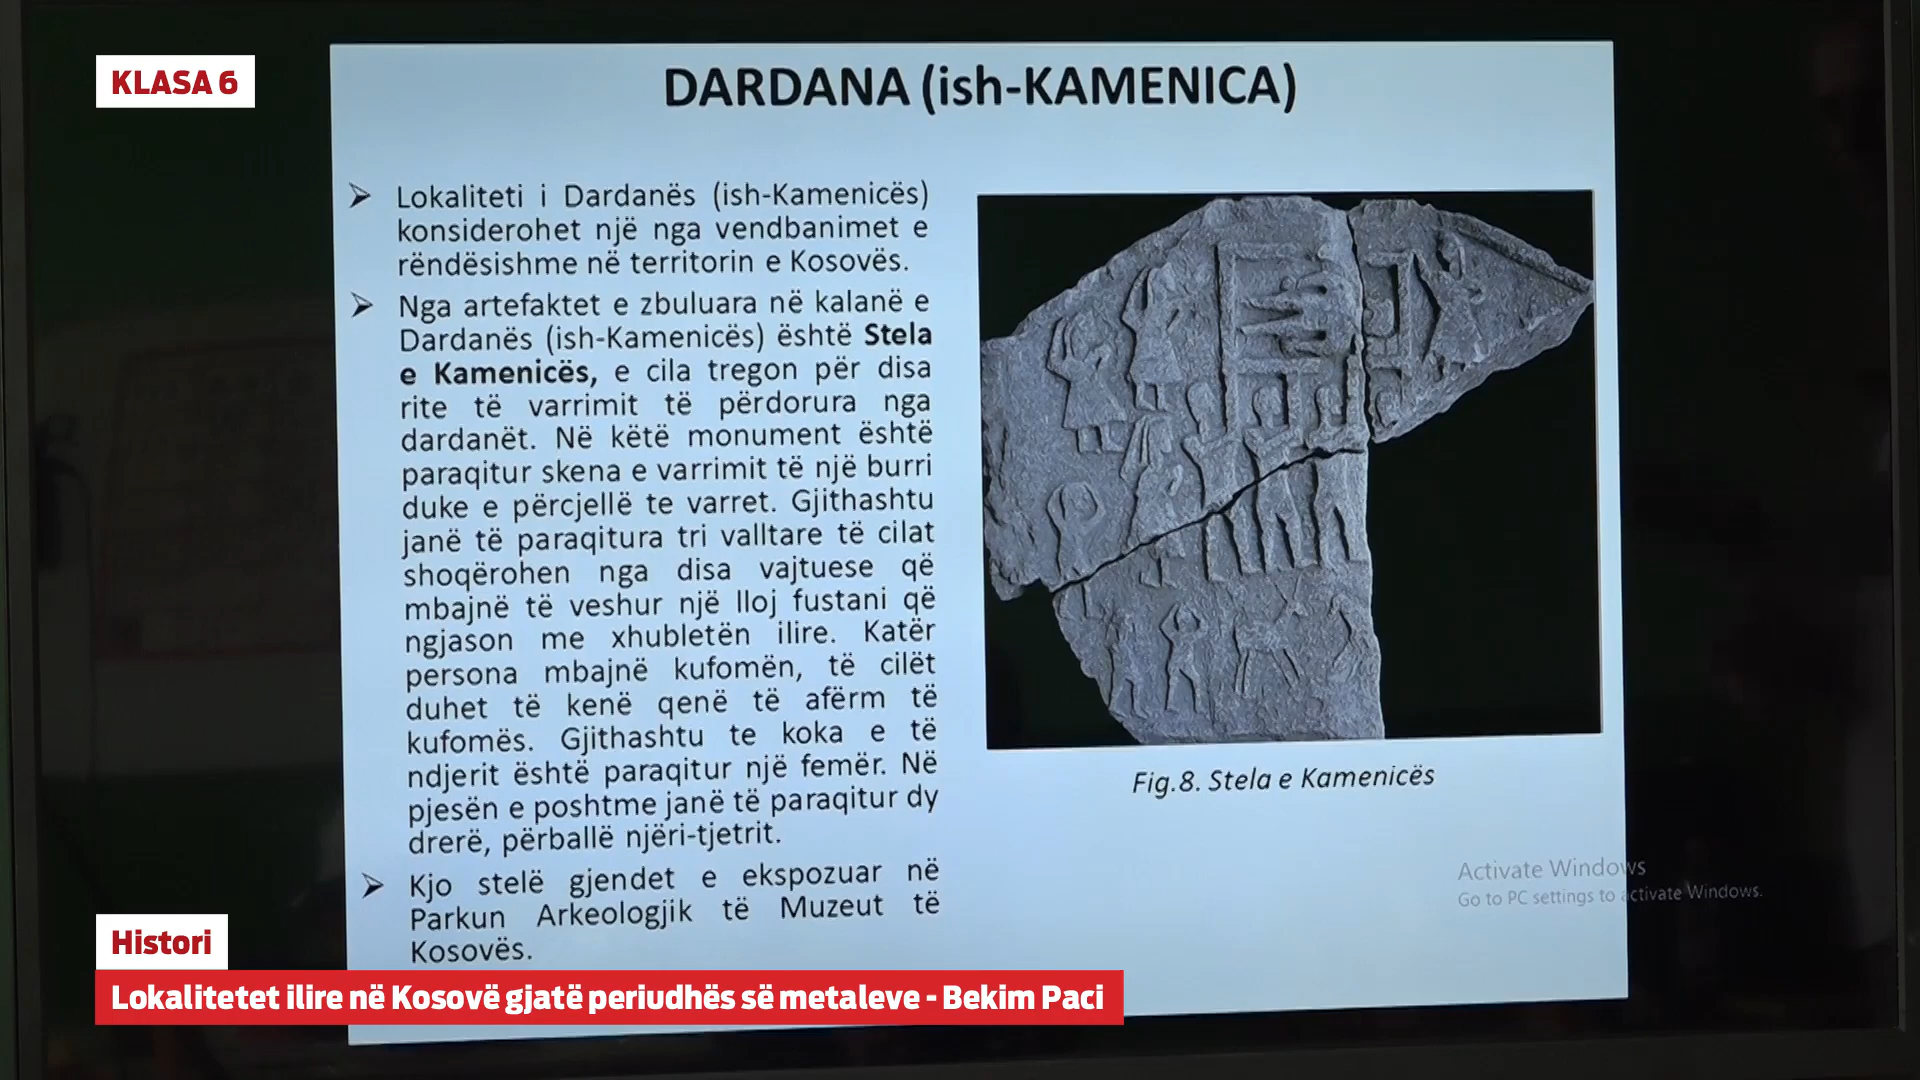 KLASA 6
DARDANA (ish-KAMENICA)
Lokaliteti i Dardanës (ish-Kamenicës)
konsiderohet një nga vendbanimet e
rëndësishme në territorin e Kosovës.
Nga artefaktet e zbuluara në kalanë e
Dardanës (ish-Kamenicës) është Stela
e Kamenicës, e cila tregon për disa
rite të varrimit të përdorura nga
dardanët. Në këtë monument është
paraqitur skena e varrimit të një burri
duke e përcjellë te varret. Gjithashtu
janë të paraqitura tri valltare të cilat
shoqërohen nga disa vajtuese që
mbajnë të veshur një lloj fustani që
ngjason me xhubletën ilire. Katër
persona mbajnë kufomën, të cilët
duhet të kenë qenë të afërm të
kufomës. Gjithashtu te koka e të
ndjerit është paraqitur një femër. Në
pjesën e poshtme janë të paraqitur dy
drerë, përballë njëri-tjetrit.
Kjo stelë gjendet e ekspozuar në
Parkun Arkeologjik të Muzeut të
Kosovës.
Fig.8. Stela e Kamenicës
Activate Windows
Go to PC settings to activate Windows.
Histori
Lokalitetet ilire në Kosovë gjatë periudhës së metaleve - Bekim Paci